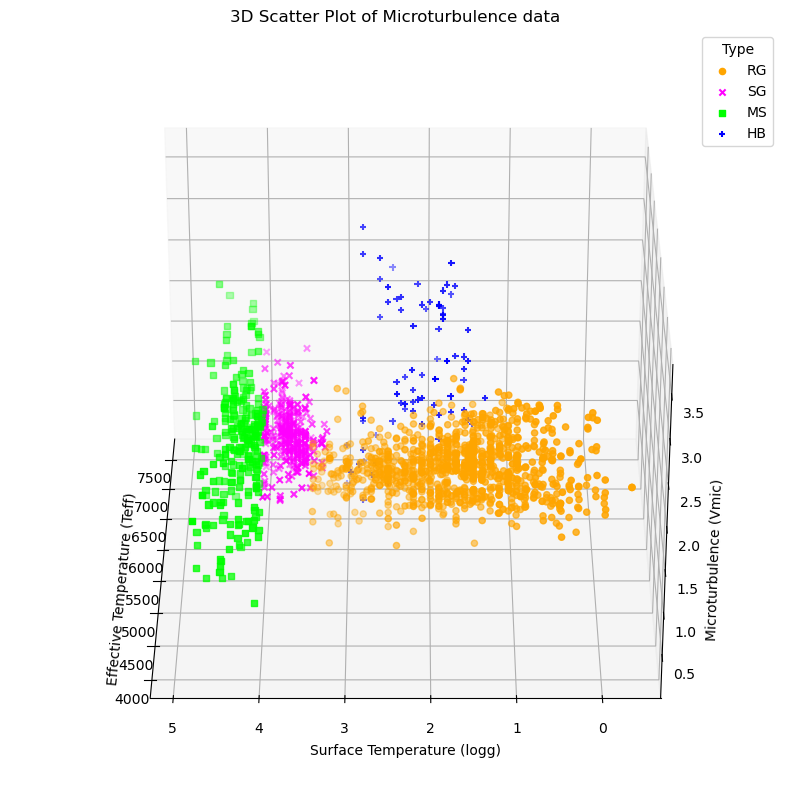 3D Scatter Plot of Microturbulence data
Type
RG
SG
MS
HB
7500
7000
6500
6000
5500
5000
4500
4000
Effective Temperature (Teff)
5 4 3 2 1 0
Surface Temperature (logg)
3.5
3.0
2.5
2.0
1.5
1.0
0.5
Microturbulence (Vmic)